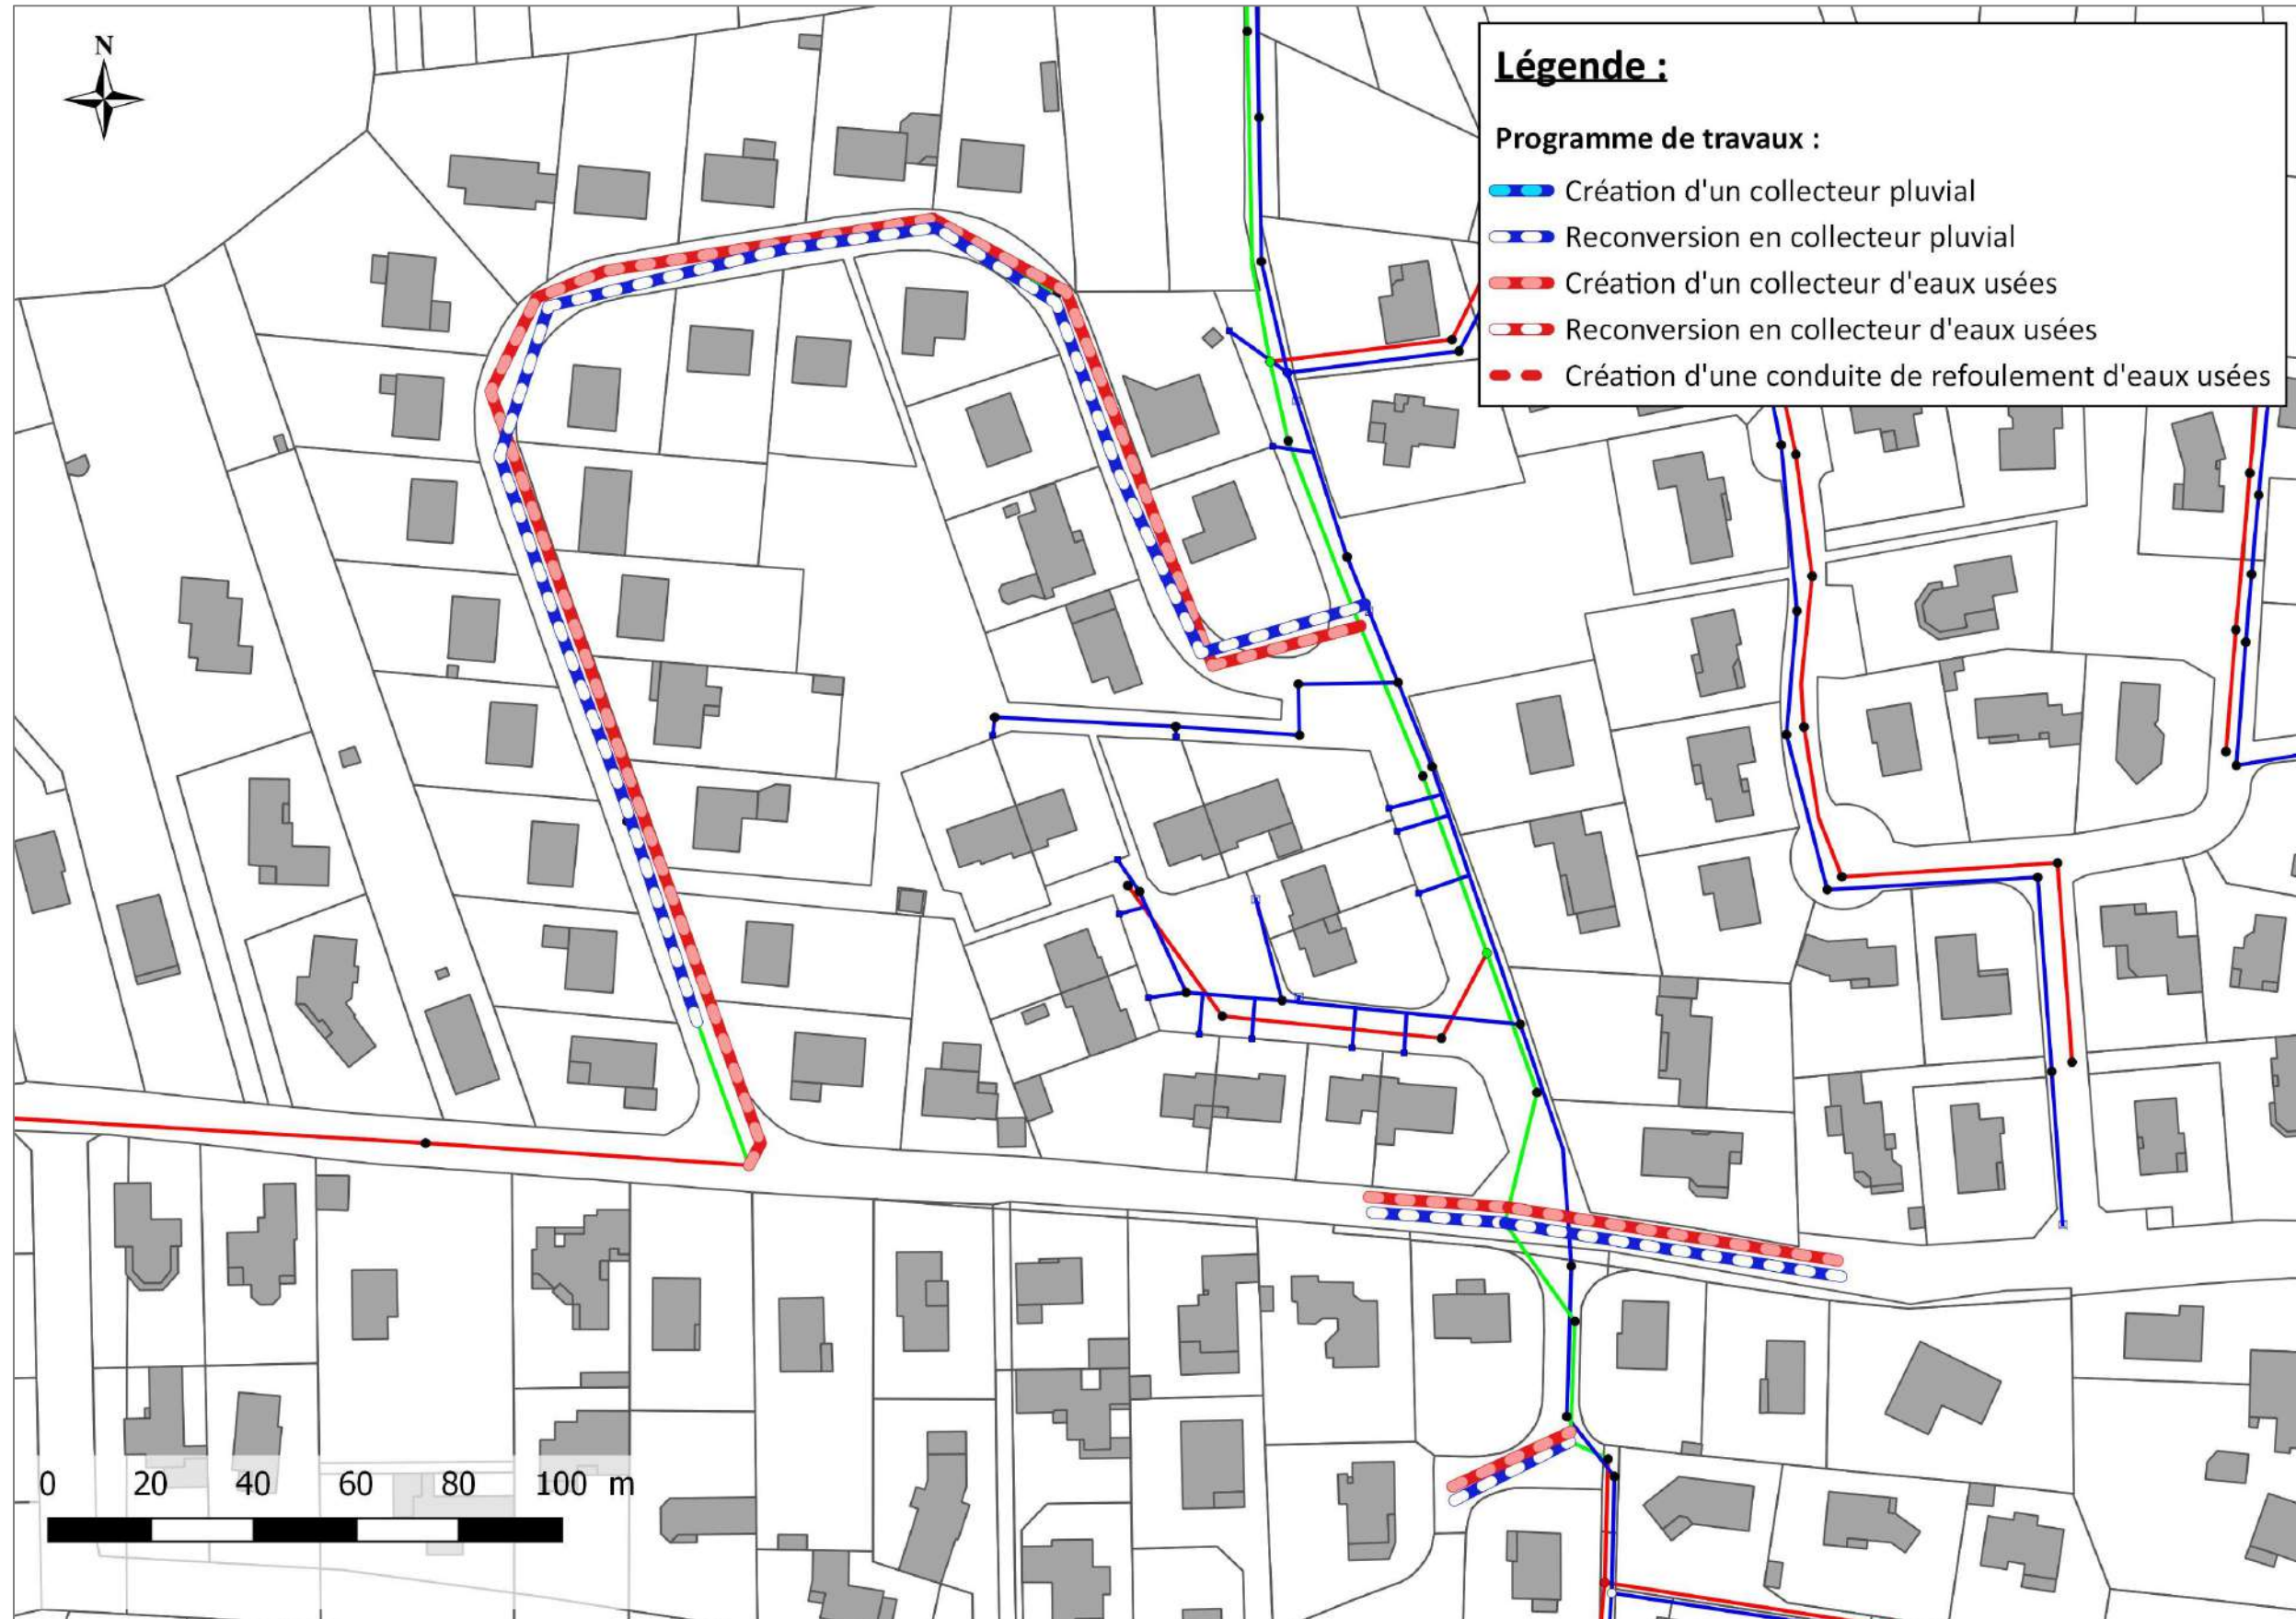 N
Légende :
Programme de travaux :
Création d'un collecteur pluvial
Reconversion en collecteur pluvial
Création d'un collecteur d'eaux usées
Reconversion en collecteur d'eaux usées
Création d'une conduite de refoulement d'eaux usées
0 20 40 60 80 100 m